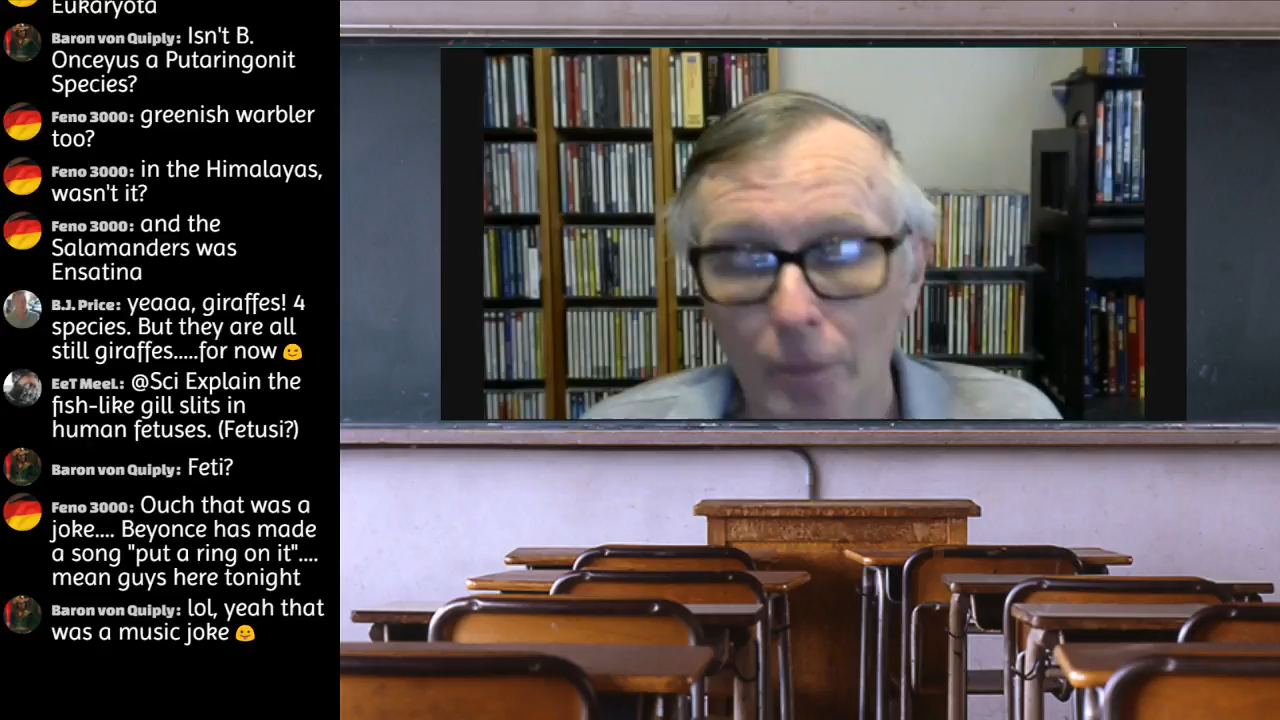 Eukaryota
Baron von Quiply: Isn't B.
Onceyus a Putaringonit
Species?
Feno 3000: greenish warbler
too?
Feno 3000: in the Himalayas,
wasn't it?
Feno 3000: and the
Salamanders was
Ensatina
B.J. Price: yeaaa, giraffes! 4
species. But they are all
still giraffes.....for now 😉
EeT MeeL: @Sci Explain the
fish-like gill slits in
human fetuses. (Fetusi?)
Baron von Quiply: Feti?
Feno 3000: Ouch that was a
joke.... Beyonce has made
a song "put a ring on it"....
mean guys here tonight
Baron von Quiply: lol, yeah that
was a music joke 🙂